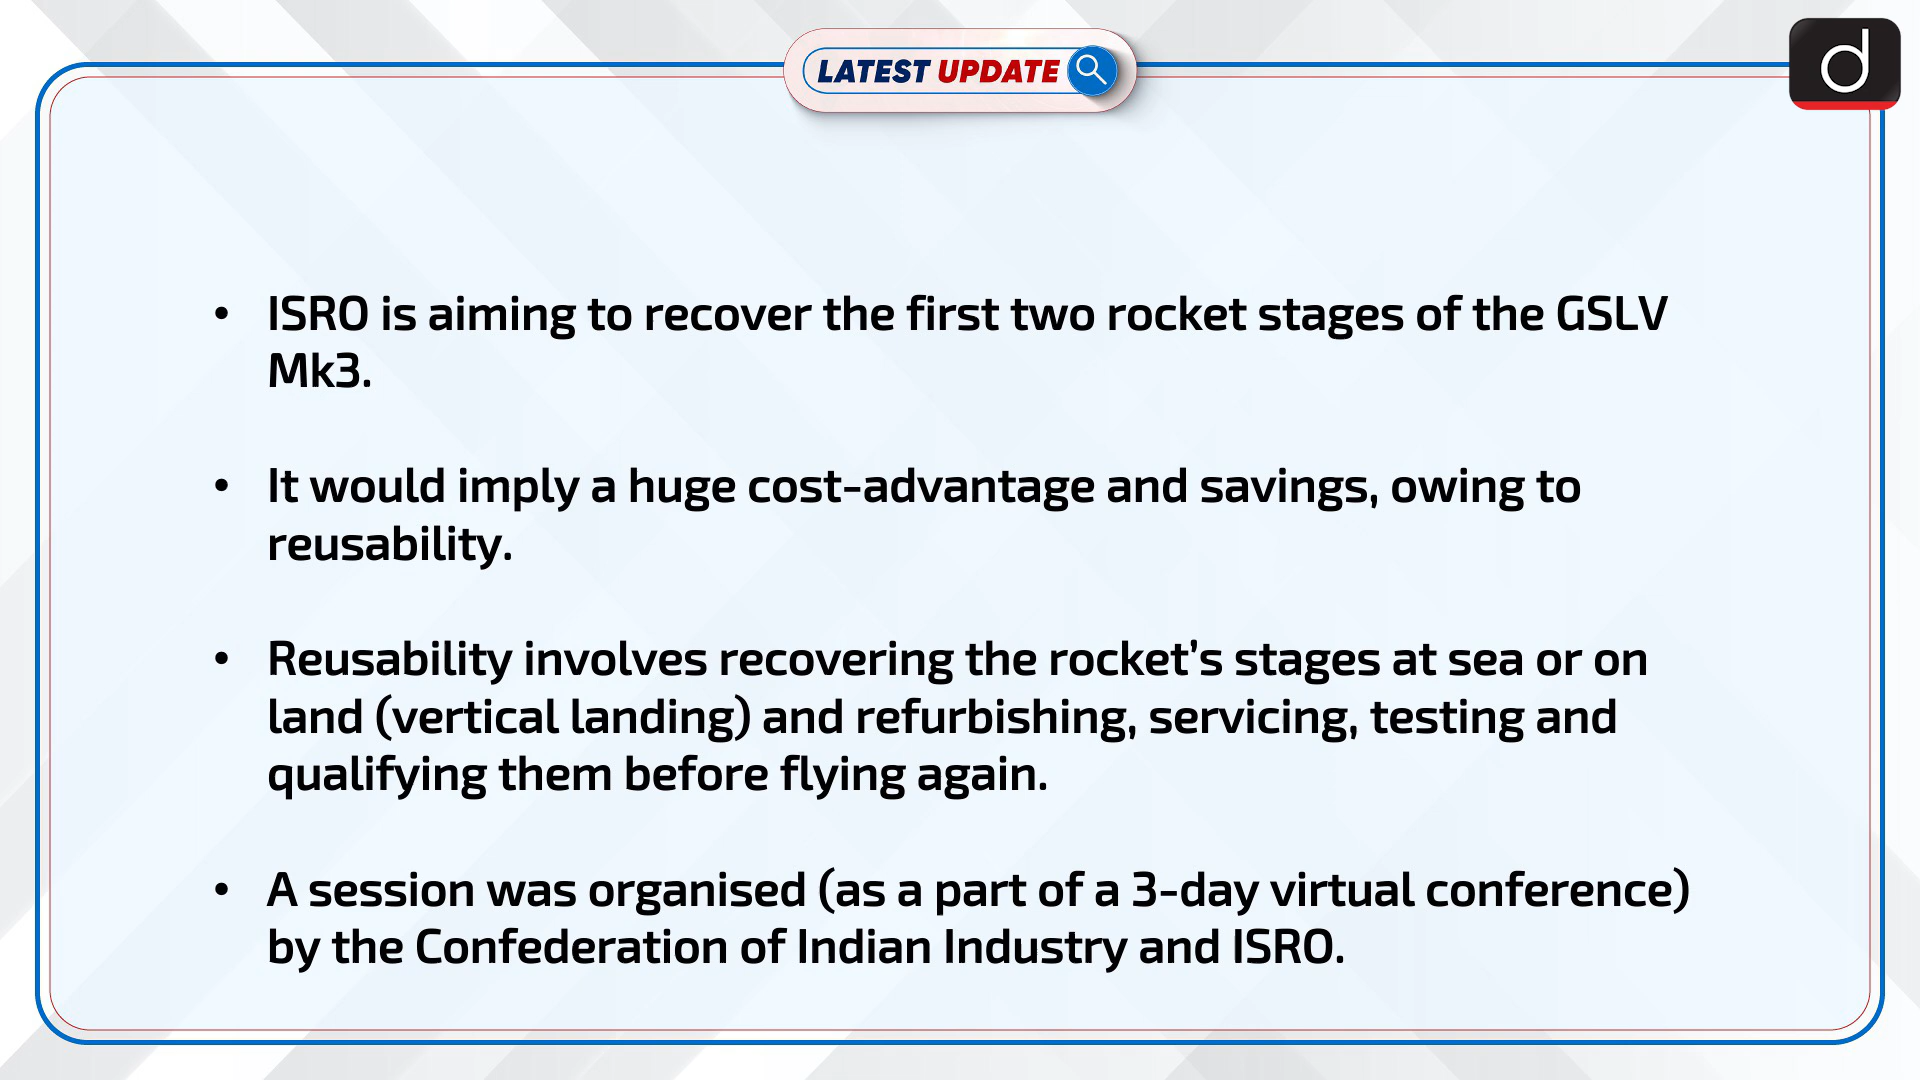 LATEST UPDATE
d
• ISRO is aiming to recover the first two rocket stages of the GSLV
Mk3.
• It would imply a huge cost-advantage and savings, owing to
reusability.
• Reusability involves recovering the rocket’s stages at sea or on
land (vertical landing) and refurbishing, servicing, testing and
qualifying them before flying again.
• A session was organised (as a part of a 3-day virtual conference)
by the Confederation of Indian Industry and ISRO.